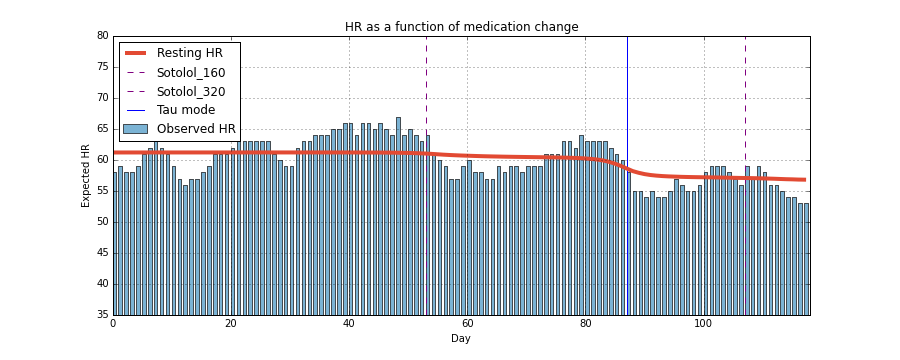 HR as a function of medication change
80
75
70
65
60
55
50
45
40
35
Expected HR
Resting HR
Sotolol_160
Sotolol_320
Tau mode
Observed HR
0
20
40
60
80
100
Day